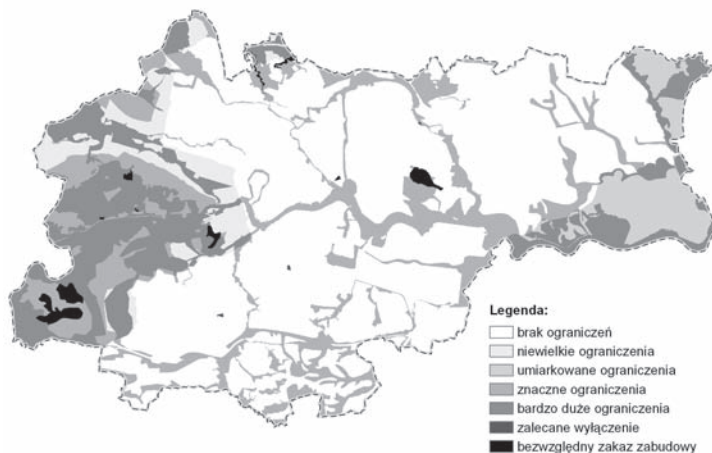 Legenda:
brak ograniczeń
niewielkie ograniczenia
umiarkowane ograniczenia
znaczne ograniczenia
bardzo duże ograniczenia
zalecane wyłączenie
bezwzględny zakaz zabudowy